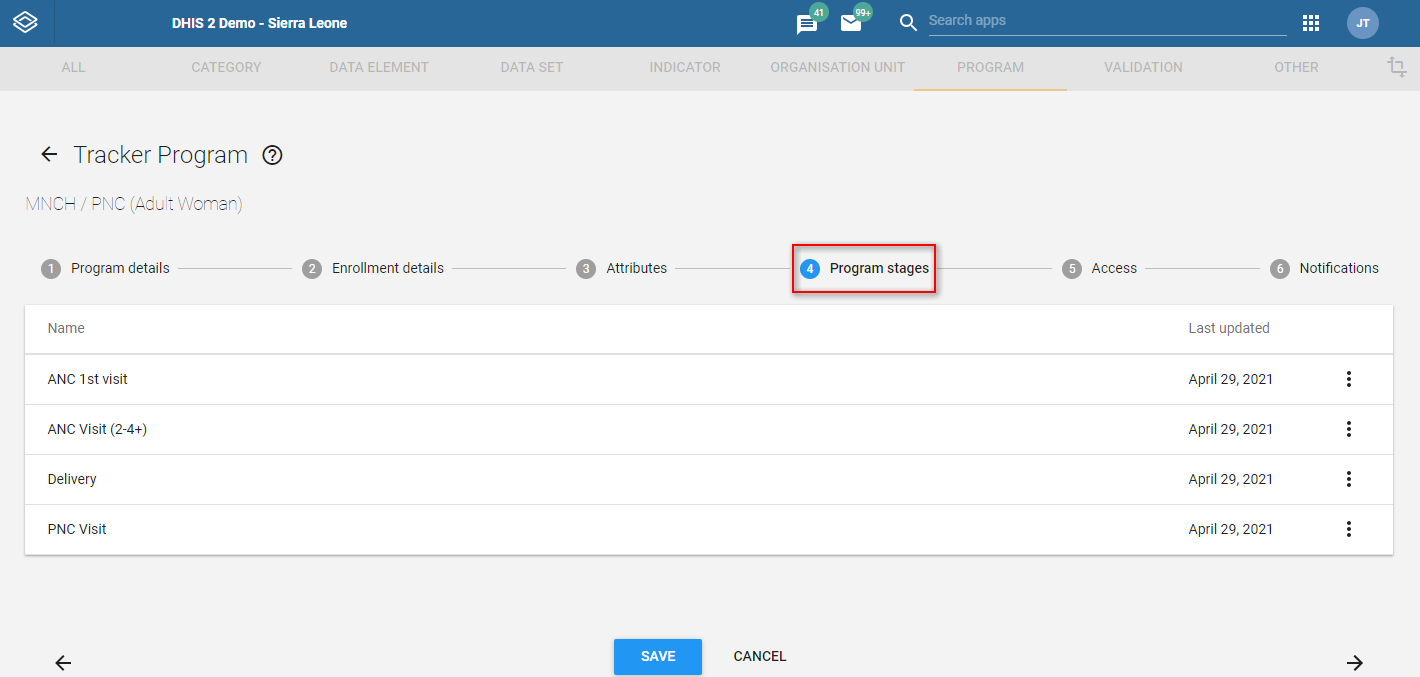 DHIS 2 Demo - Sierra Leone
41
99+
Search apps
JT
ALL CATEGORY DATA ELEMENT DATA SET INDICATOR ORGANISATION UNIT PROGRAM VALIDATION OTHER
Tracker Program ?
MNCH / PNC (Adult Woman)
1 Program details 2 Enrollment details 3 Attributes 4 Program stages 5 Access 6 Notifications
Name Last updated
ANC 1st visit April 29, 2021
ANC Visit (2-4+) April 29, 2021
Delivery April 29, 2021
PNC Visit April 29, 2021
SAVE CANCEL